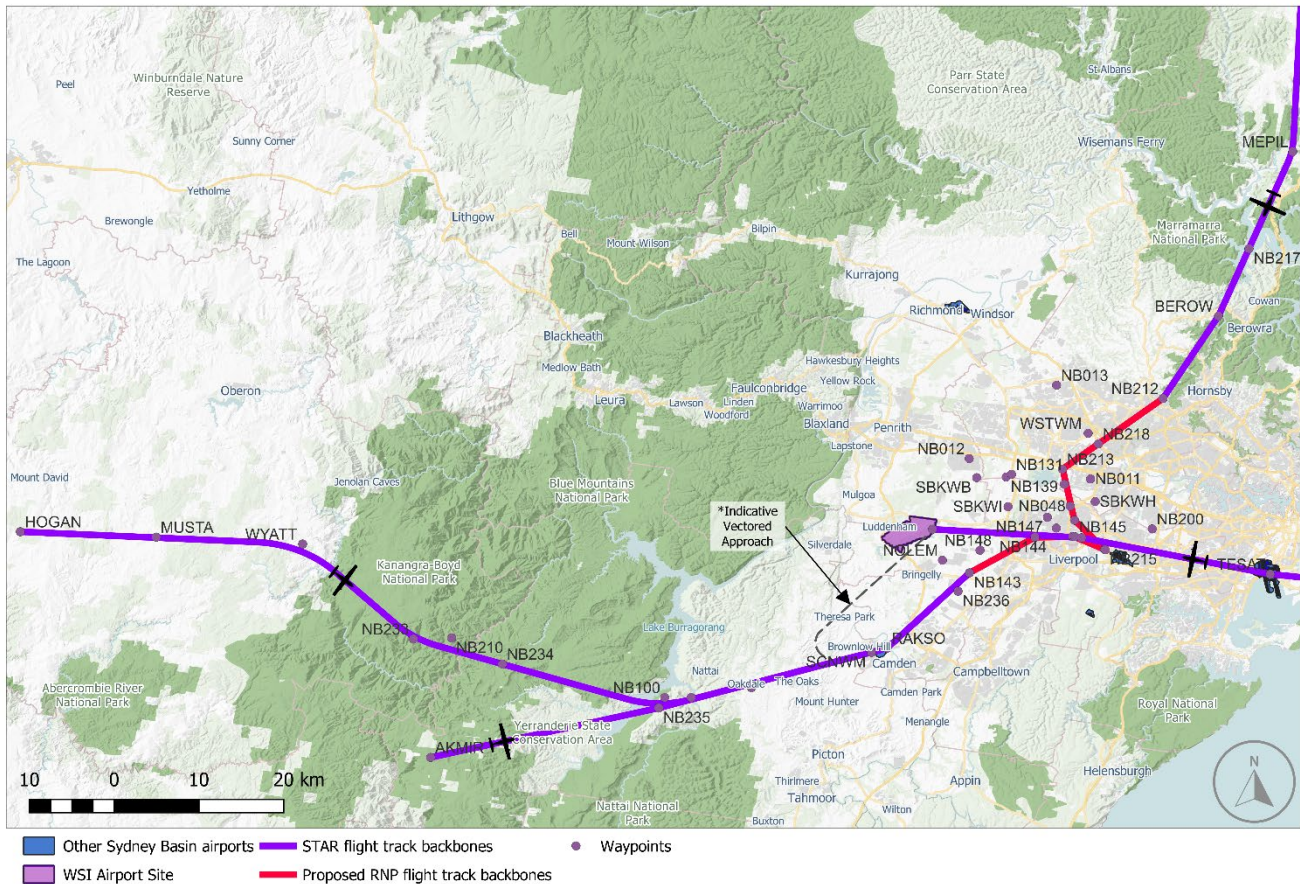 St Albans
Parr State
Conservation Area
Winburndale Nature
Reserve
Peel
Sunny Corner
Wisemans Ferry
MEPIL
Yetholme
Lithgow
Brewongle
Marramarra
National Park
Bell
Mount Wilson
Bilpin
NB217
The Lagoon
Kurrajong
Cowan
Richmond
Windsor
BEROW
Berowra
Blackheath
Medlow Bath
Hawkesbury Heights
Yellow Rock
Oberon
Faulconbridge
NB013
NB212
Hornsby
Leura
Lawson
Linden
Woodford
Warrimoo
Blaxland
Penrith
WSTWM
Lapstone
NB218
NB012
NB131
NB213
Mount David
Jenolan Caves
Blue Mountains
National Park
SBKWB
NB139
NB011
Mulgoa
SBKWI
SBKWH
*Indicative
Vectored
Approach
NB048
HOGAN
MUSTA
WYATT
Luddenham
NB147
NB145
NB200
Silverdale
NOLEM
NB148
NB144
Liverpool
NB215
TESAT
Kanangra-Boyd
National Park
Bringelly
NB143
NB236
Theresa Park
Lake Burragorang
NB233
NB210
RAKSO
Brownlow Hill
NB234
SCNWM
Camden
Nattai
Campbelltown
NB100
Oakdale
The Oaks
Abercrombie River
National Park
Mount Hunter
Camden Park
Royal National
Park
NB235
Menangle
Yerranderie State
Conservation Area
AKMIR
Picton
N
Helensburgh
10 0 10 20 km
Thirlmere
Tahmoor
Appin
Nattai National
Park
Wilton
Buxton
Other Sydney Basin airports
STAR flight track backbones
Waypoints
WSI Airport Site
Proposed RNP flight track backbones